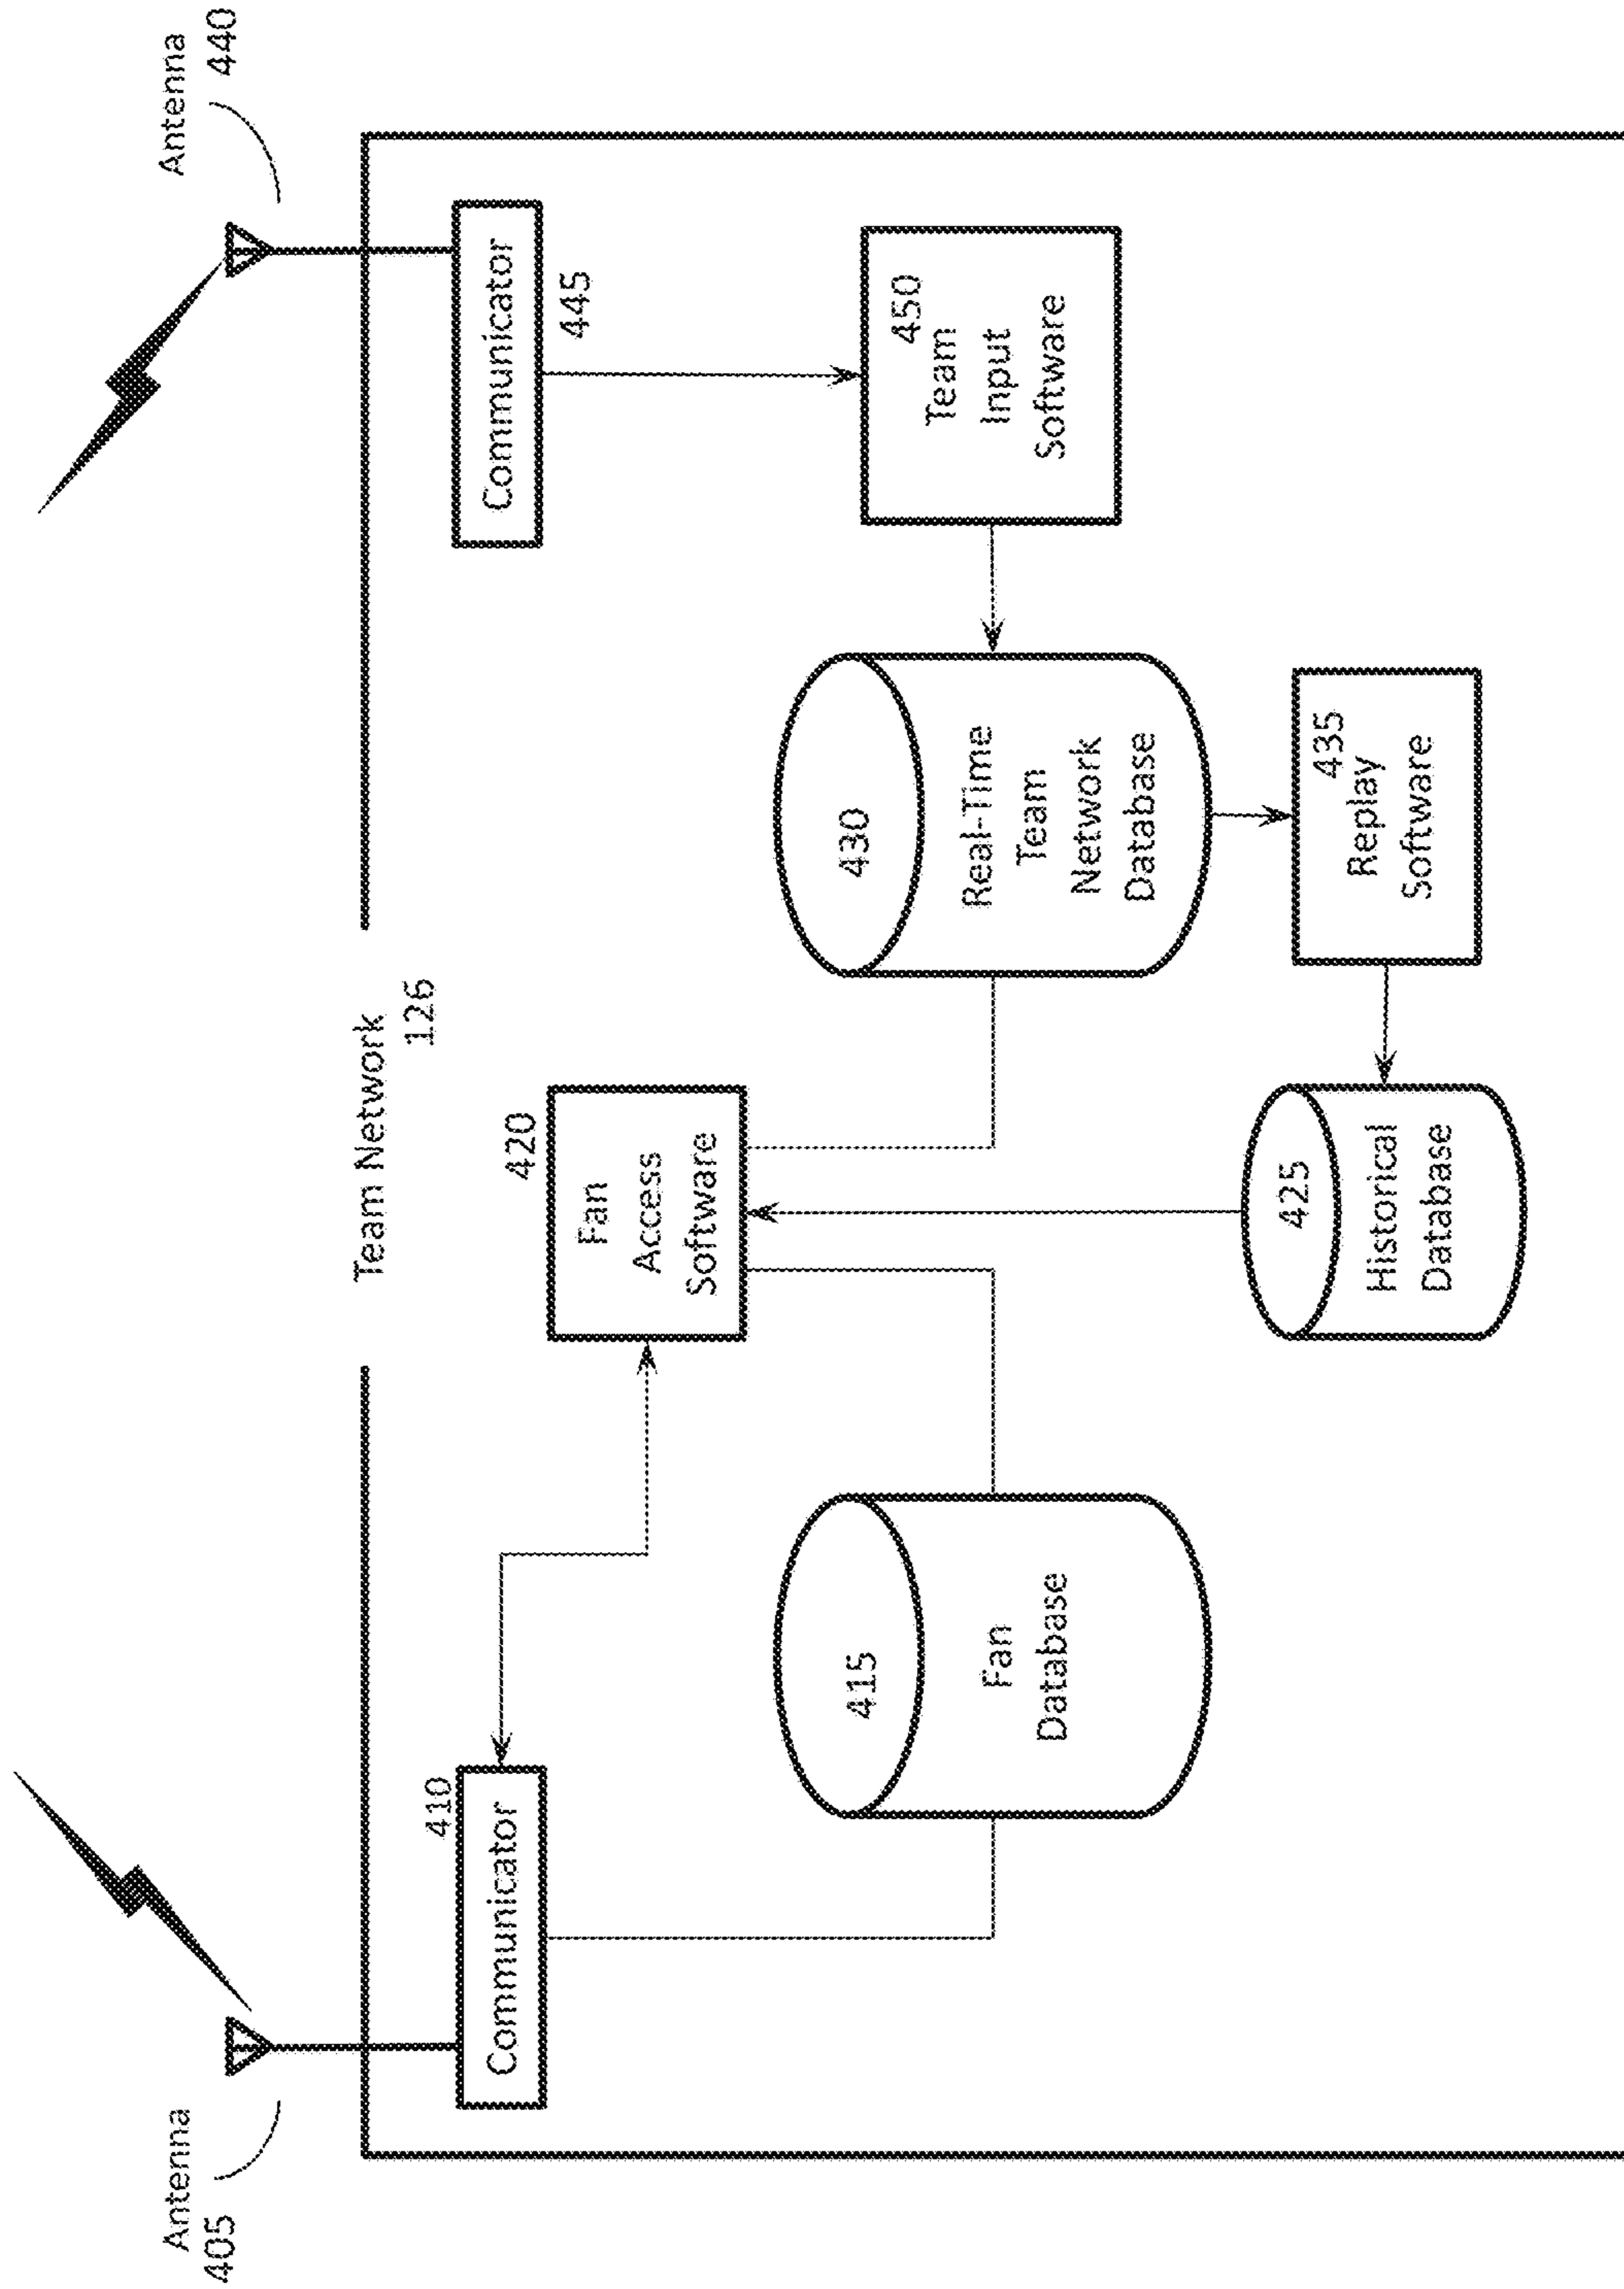 Antenna
405
Antenna
440
Team Network
126
410
Communicator
Communicator
445
420
Fan
Access
Software
450
Team
Input
Software
415
Fan
Database
430
Real-Time
Team
Network
Database
425
Historical
Database
435
Replay
Software